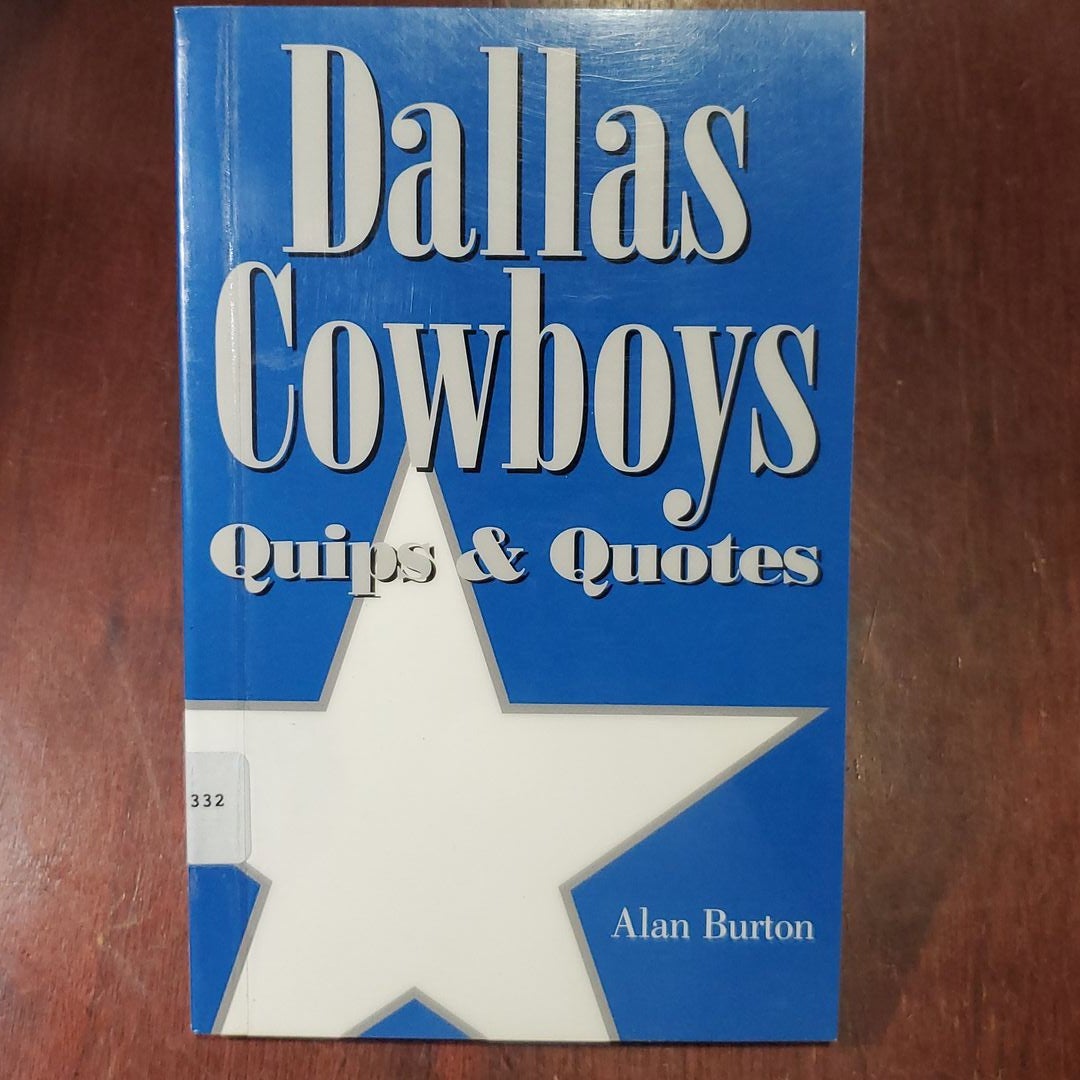 Dallas
Cowboys
Quips & Quotes
332
Alan Burton